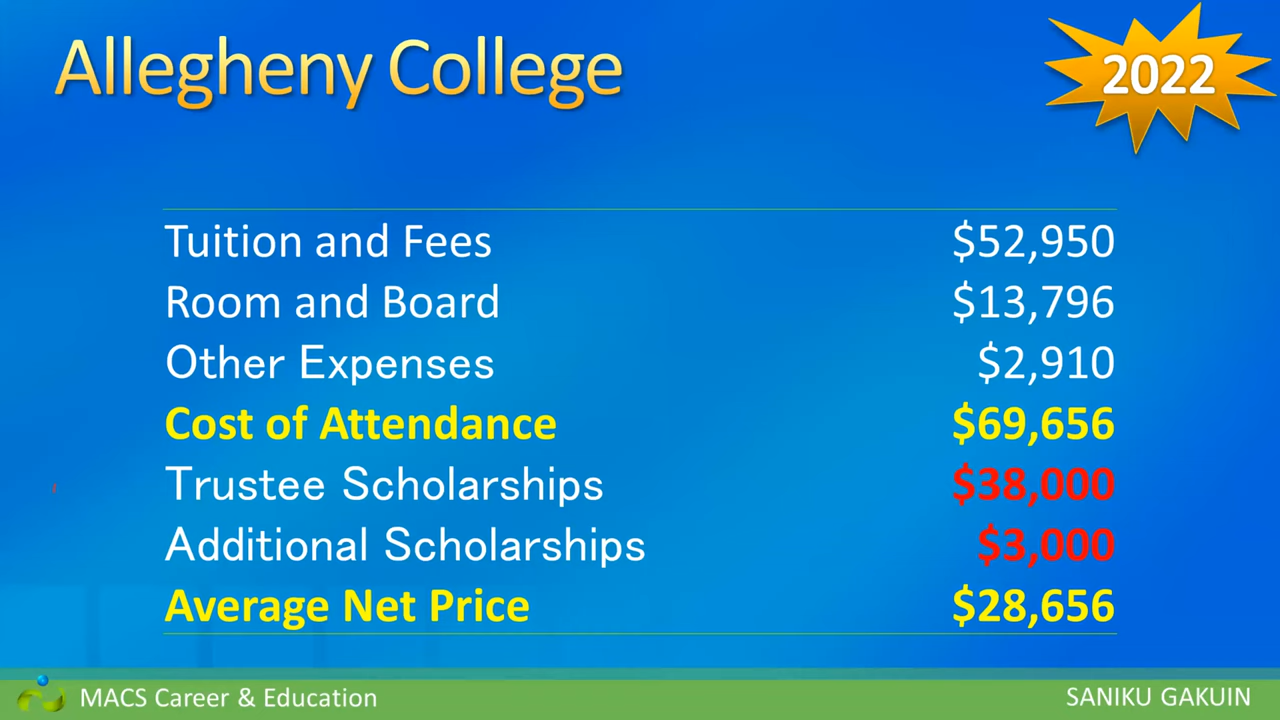 Allegheny College
2022
Tuition and Fees $52,950
Room and Board $13,796
Other Expenses $2,910
Cost of Attendance $69,656
Trustee Scholarships $38,000
Additional Scholarships $3,000
Average Net Price $28,656
MACS Career & Education SANIKU GAKUIN